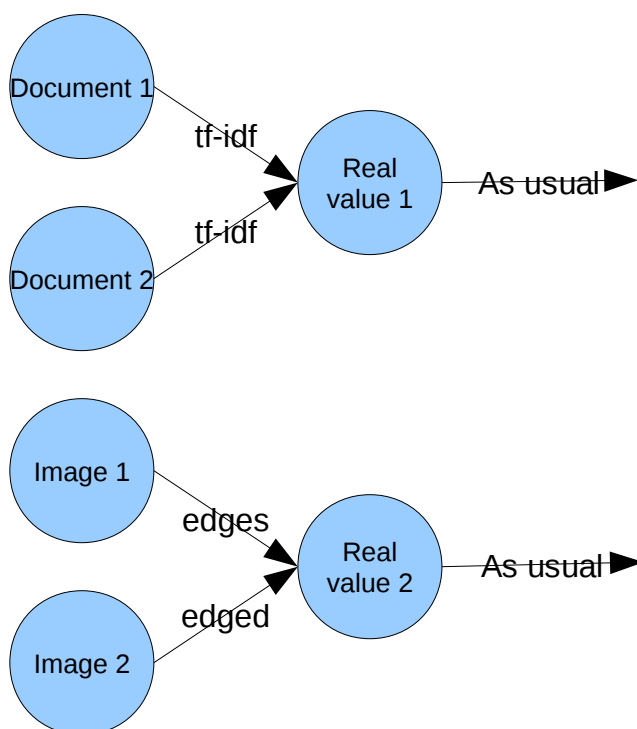 Document 1
tf-idf
Real
value 1
As usual
tf-idf
Document 2
Image 1
edges
Real
value 2
As usual
edged
Image 2